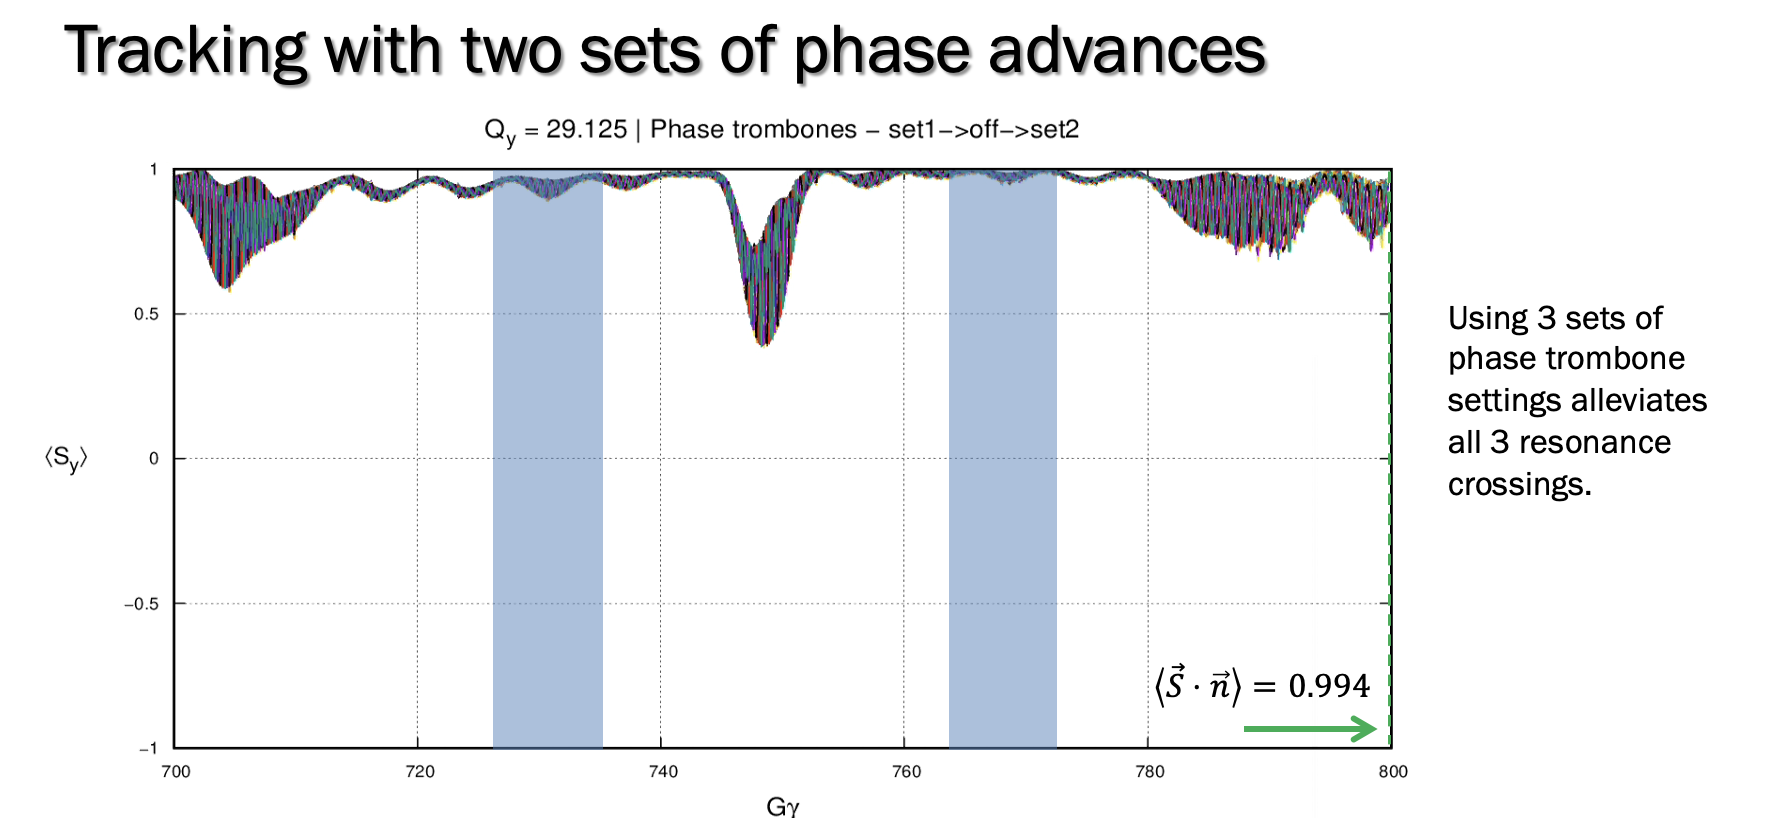 Tracking with two sets of phase advances
Q_y = 29.125 | Phase trombones − set1−>off−>set2
1
0.5
0
−0.5
−1
⟨S_y⟩
700 720 740 760 780 800
Gγ
⟨S⃗ · n⃗⟩ = 0.994
Using 3 sets of
phase trombone
settings alleviates
all 3 resonance
crossings.